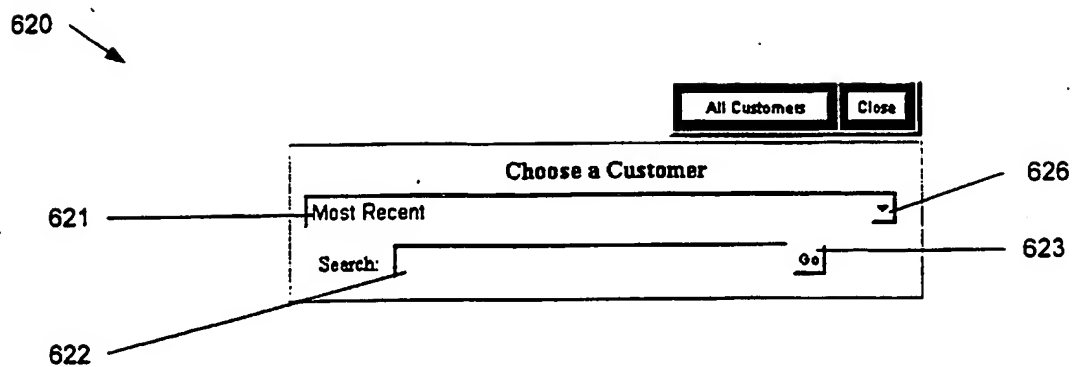 620
All Customers Close
Choose a Customer
626
621
Most Recent
623
Search:
Go
622